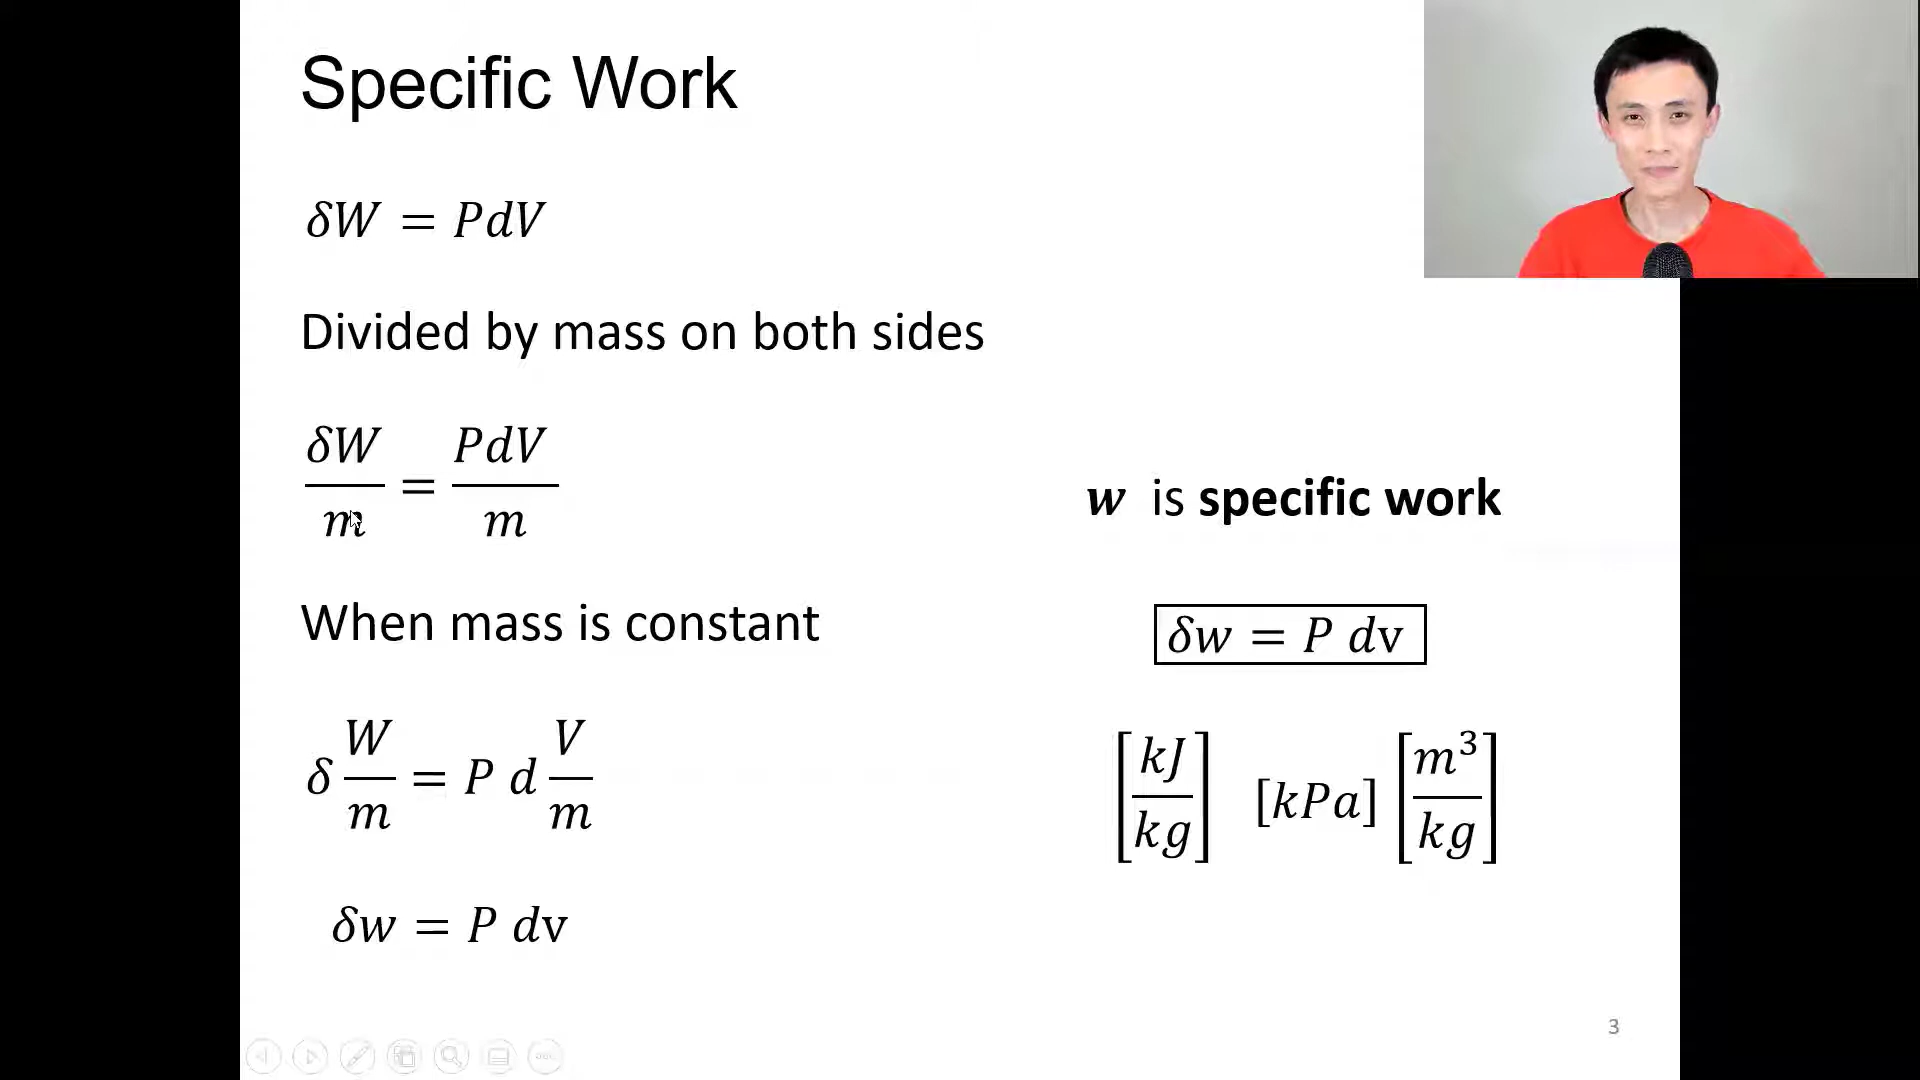 Specific Work
δW = PdV
Divided by mass on both sides
δW/m = PdV/m
When mass is constant
δ W/m = P d V/m
δw = P dv
w is specific work
δw = P dv
[kJ/kg] [kPa] [m³/kg]
3